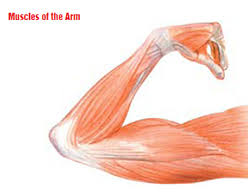 Muscles of the Arm